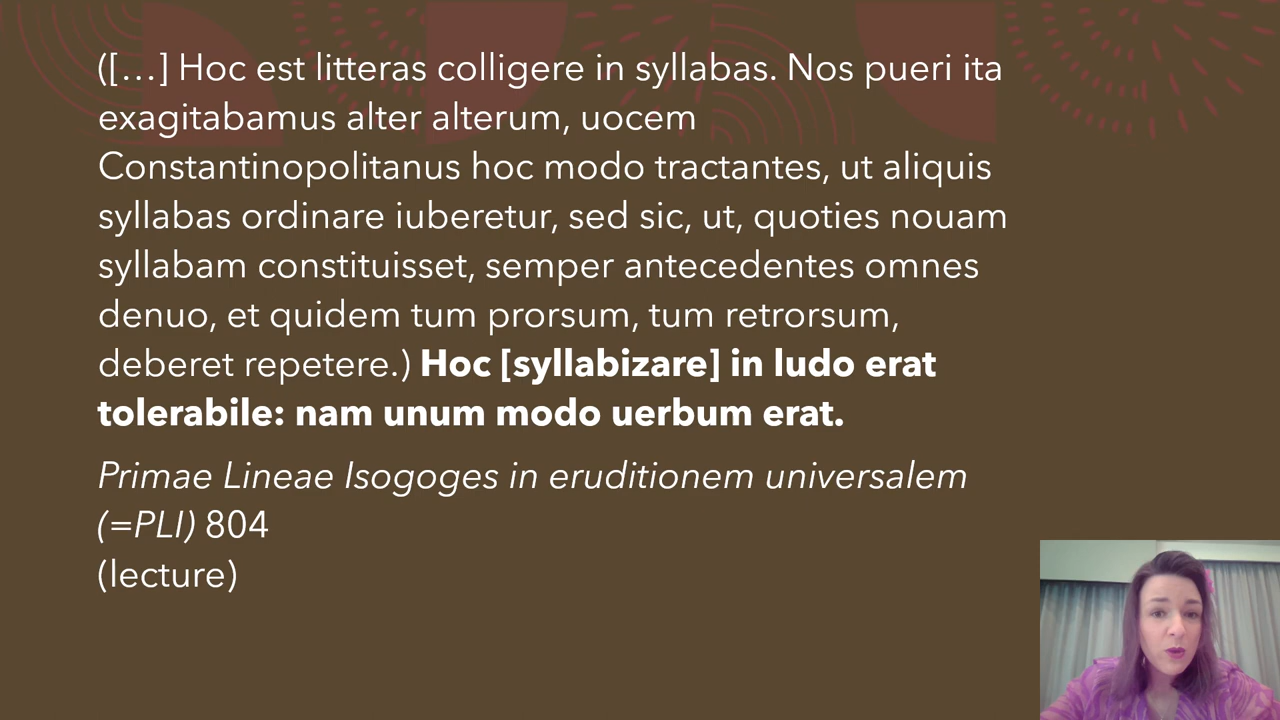 ([…] Hoc est litteras colligere in syllabas. Nos pueri ita
exagitabamus alter alterum, uocem
Constantinopolitanus hoc modo tractantes, ut aliquis
syllabas ordinare iuberetur, sed sic, ut, quoties nouam
syllabam constituisset, semper antecedentes omnes
denuo, et quidem tum prorsum, tum retrorsum,
deberet repetere.) Hoc [syllabizare] in ludo erat
tolerabile: nam unum modo uerbum erat.
Primae Lineae Isogoges in eruditionem universalem
(=PLI) 804
(lecture)